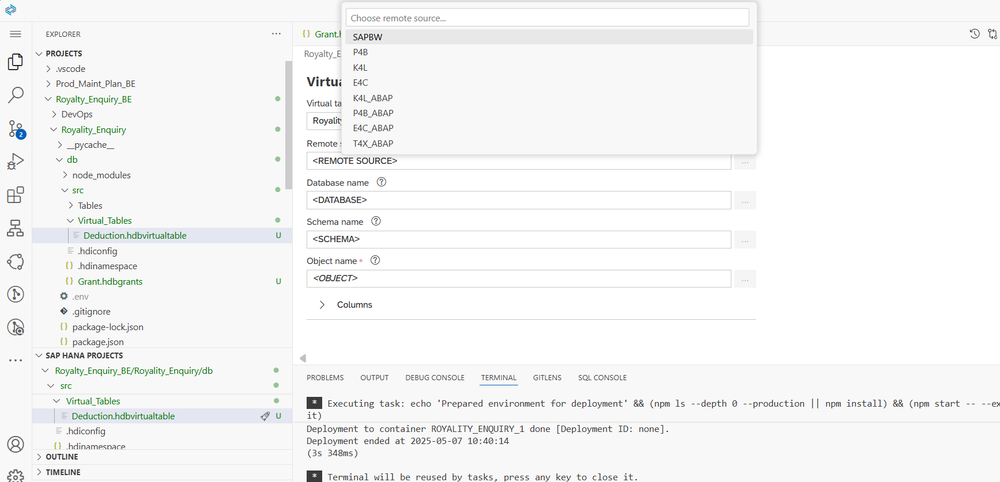 Choose remote source...
SAPBW
P4B
K4L
E4C
K4L_ABAP
P4B_ABAP
E4C_ABAP
T4X_ABAP
EXPLORER
PROJECTS
.vscode
Prod_Maint_Plan_BE
Royalty_Enquiry_BE
DevOps
Royality_Enquiry
__pycache__
db
node_modules
src
Tables
Virtual_Tables
Deduction.hdbvirtualtable U
.hdiconfig
.hdinamespace
Grant.hdbgrants U
.env
.gitignore
package-lock.json
package.json
2
SAP HANA PROJECTS
Royalty_Enquiry_BE/Royality_Enquiry/db
src
Virtual_Tables
Deduction.hdbvirtualtable U
.hdiconfig
.hdinamespace
OUTLINE
TIMELINE
Grant.h
Royalty_E
Virtua
Virtual ta
Royality
Remote s
<REMOTE SOURCE>
...
Database name
<DATABASE>
...
Schema name
<SCHEMA>
...
Object name *
<OBJECT>
...
Columns
PROBLEMS OUTPUT DEBUG CONSOLE TERMINAL GITLENS SQL CONSOLE
* Executing task: echo 'Prepared environment for deployment' && (npm ls --depth 0 --production || npm install) && (npm start -- --ex
it)
Deployment to container ROYALITY_ENQUIRY_1 done [Deployment ID: none].
Deployment ended at 2025-05-07 10:40:14
(3s 348ms)
* Terminal will be reused by tasks, press any key to close it.